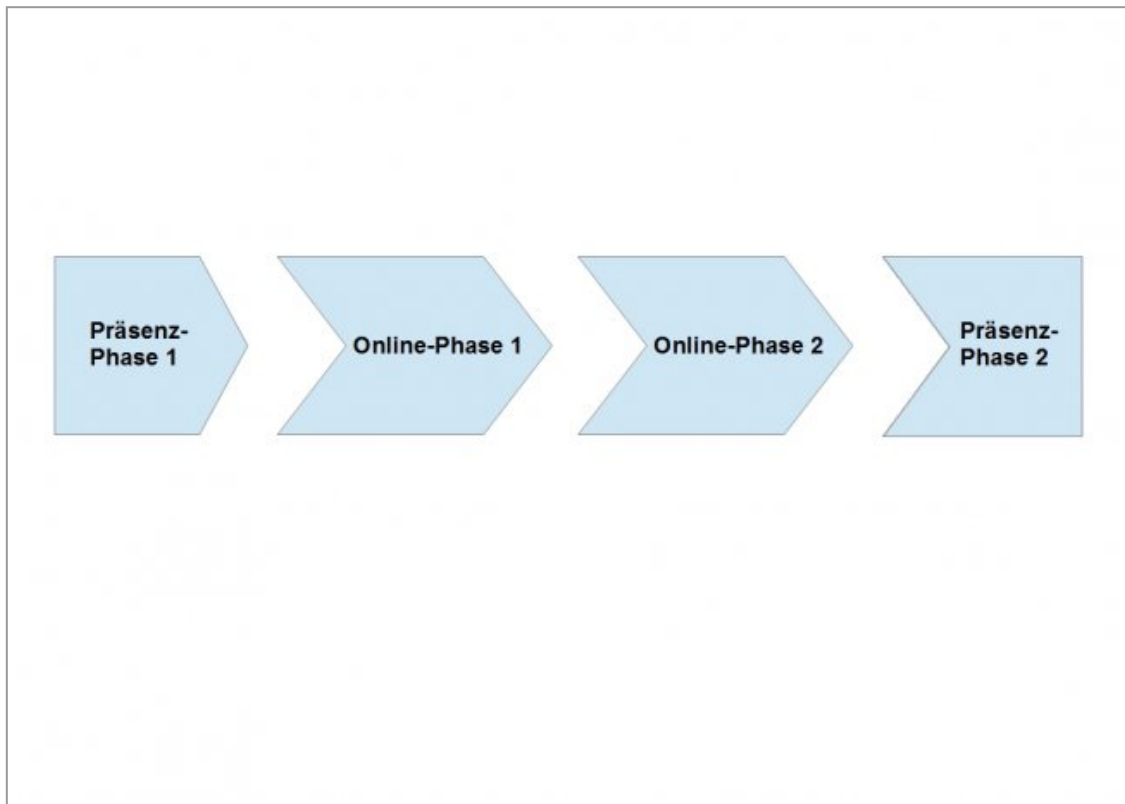 Präsenz-
Phase 1
Online-Phase 1
Online-Phase 2
Präsenz-
Phase 2